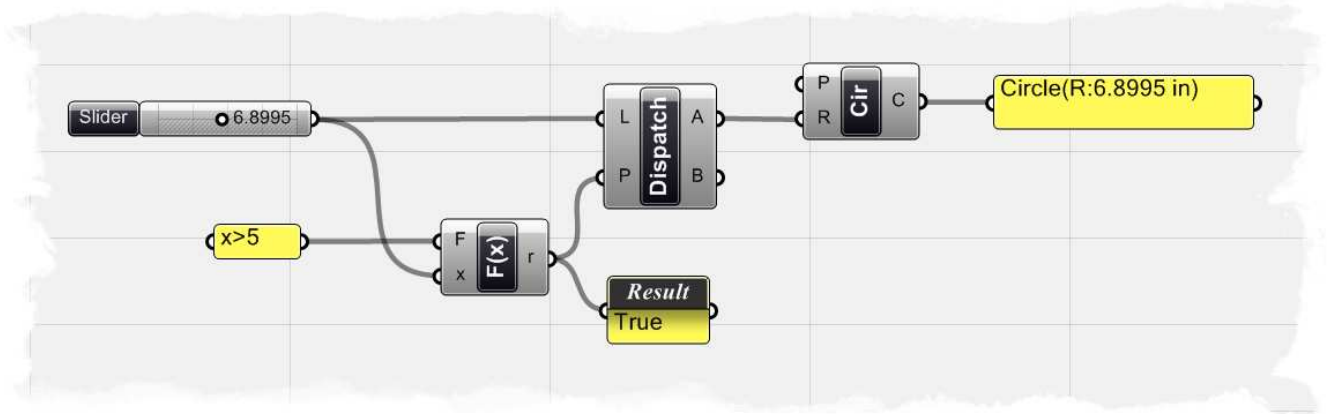 Slider
6.8995
x>5
F
x
F(x)
r
L
P
Dispatch
A
B
Result
True
P
R
Cir
C
Circle(R:6.8995 in)